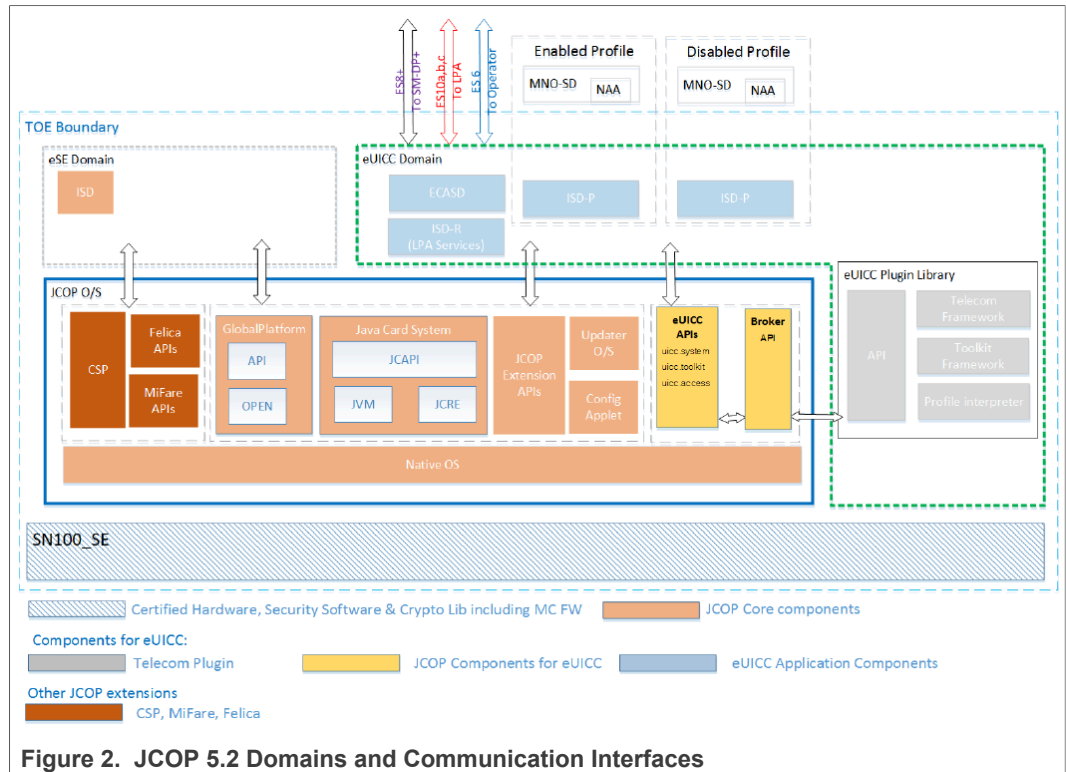 ES8+
To SM-DP+
ES10a,b,c
To LPA
ES.6
To Operator
Enabled Profile
MNO-SD
NAA
Disabled Profile
MNO-SD
NAA
TOE Boundary
eSE Domain
ISD
eUICC Domain
ECASD
ISD-R
(LPA Services)
ISD-P
ISD-P
JCOP O/S
CSP
Felica
APIs
MiFare
APIs
GlobalPlatform
API
OPEN
Java Card System
JCAPI
JVM
JCRE
JCOP
Extension
APIs
Updater
O/S
Config
Applet
eUICC
APIs
uicc.system
uicc.toolkit
uicc.access
Broker
API
eUICC Plugin Library
API
Telecom
Framework
Toolkit
Framework
Profile interpreter
Native OS
SN100_SE
Certified Hardware, Security Software & Crypto Lib including MC FW
JCOP Core components
Components for eUICC:
Telecom Plugin
JCOP Components for eUICC
eUICC Application Components
Other JCOP extensions
CSP, MiFare, Felica
Figure 2. JCOP 5.2 Domains and Communication Interfaces